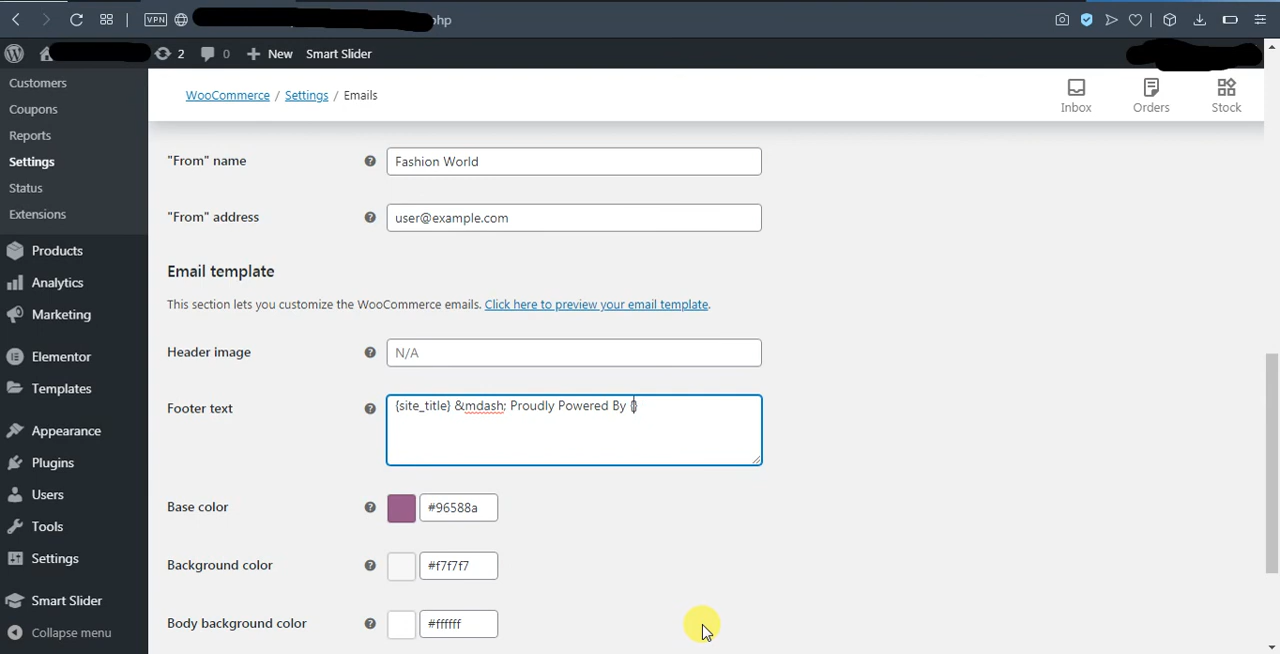 VPN
php
2
0
New
Smart Slider
Customers
Coupons
Reports
Settings
Status
Extensions
Products
Analytics
Marketing
Elementor
Templates
Appearance
Plugins
Users
Tools
Settings
Smart Slider
Collapse menu
WooCommerce / Settings / Emails
Inbox
Orders
Stock
"From" name
Fashion World
"From" address
user@example.com
Email template
This section lets you customize the WooCommerce emails. Click here to preview your email template.
Header image
N/A
Footer text
{site_title} &mdash; Proudly Powered By {}
Base color
#96588a
Background color
#f7f7f7
Body background color
#ffffff